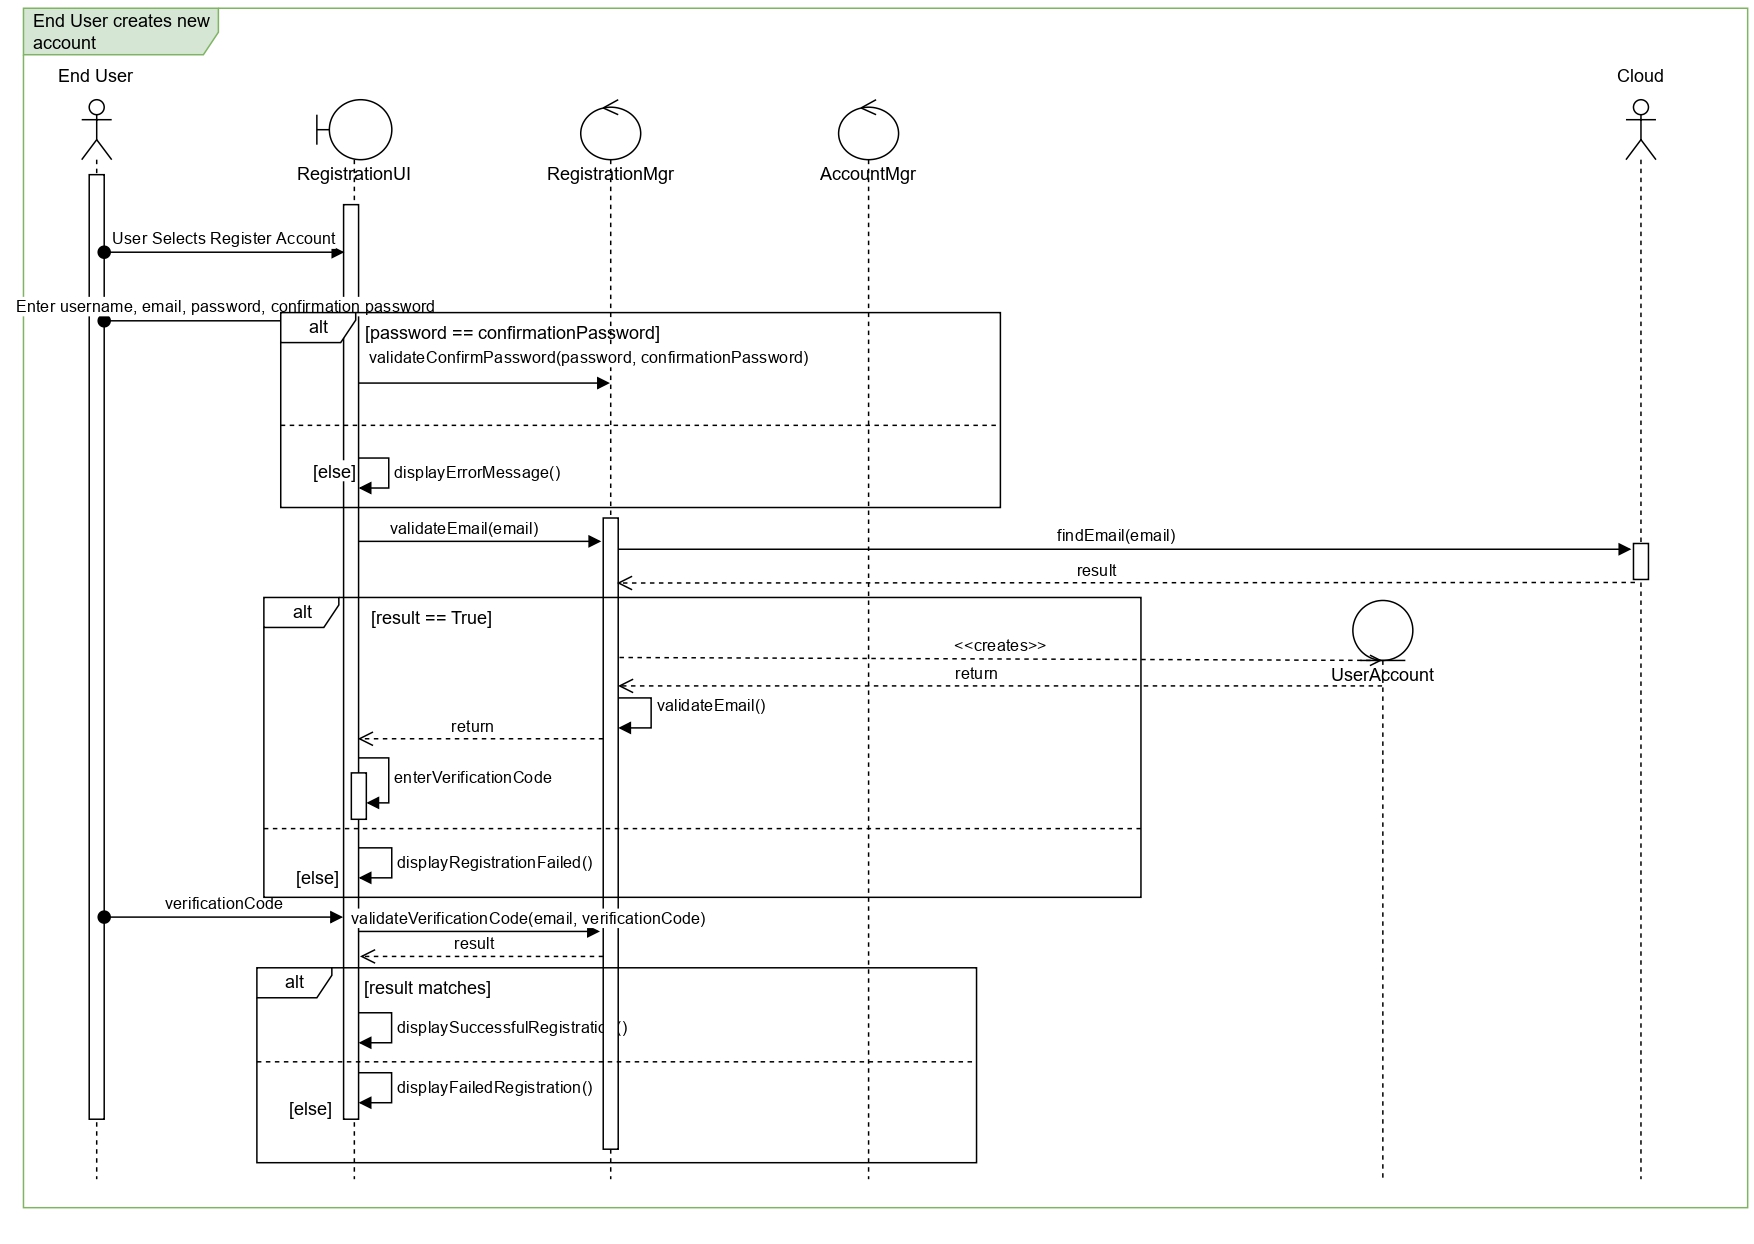 End User creates new
account
End User
Cloud
RegistrationUI
RegistrationMgr
AccountMgr
User Selects Register Account
Enter username, email, password, confirmation password
alt
[password == confirmationPassword]
validateConfirmPassword(password, confirmationPassword)
[else]
displayErrorMessage()
validateEmail(email)
findEmail(email)
result
alt
[result == True]
<<creates>>
return
UserAccount
validateEmail()
return
enterVerificationCode
displayRegistrationFailed()
[else]
verificationCode
validateVerificationCode(email, verificationCode)
result
alt
[result matches]
displaySuccessfulRegistration()
displayFailedRegistration()
[else]